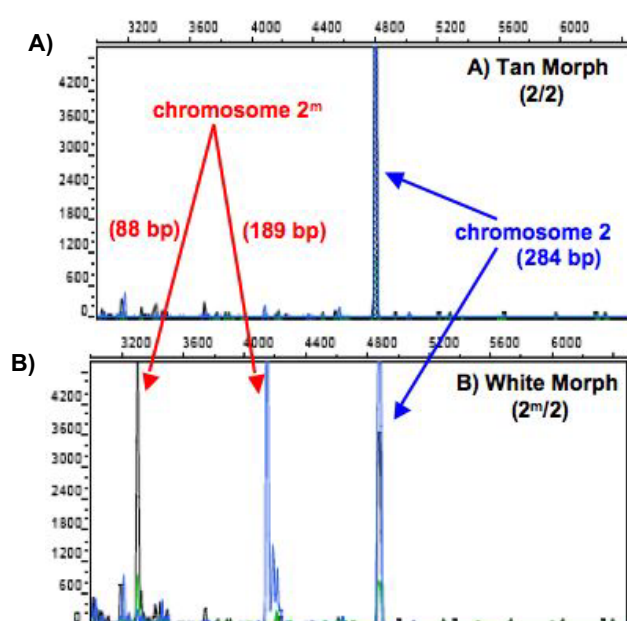 3200 3600 4000 4400 4800 5200 5600 6000
A)
A) Tan Morph
(2/2)
4200
3600
3000
2400
1800
1200
600
0
chromosome 2ᵐ
(88 bp)
(189 bp)
chromosome 2
(284 bp)
3200 3600 4000 4400 4800 5200 5600 6000
B)
B) White Morph
(2ᵐ/2)
4200
3600
3000
2400
1800
1200
600
0